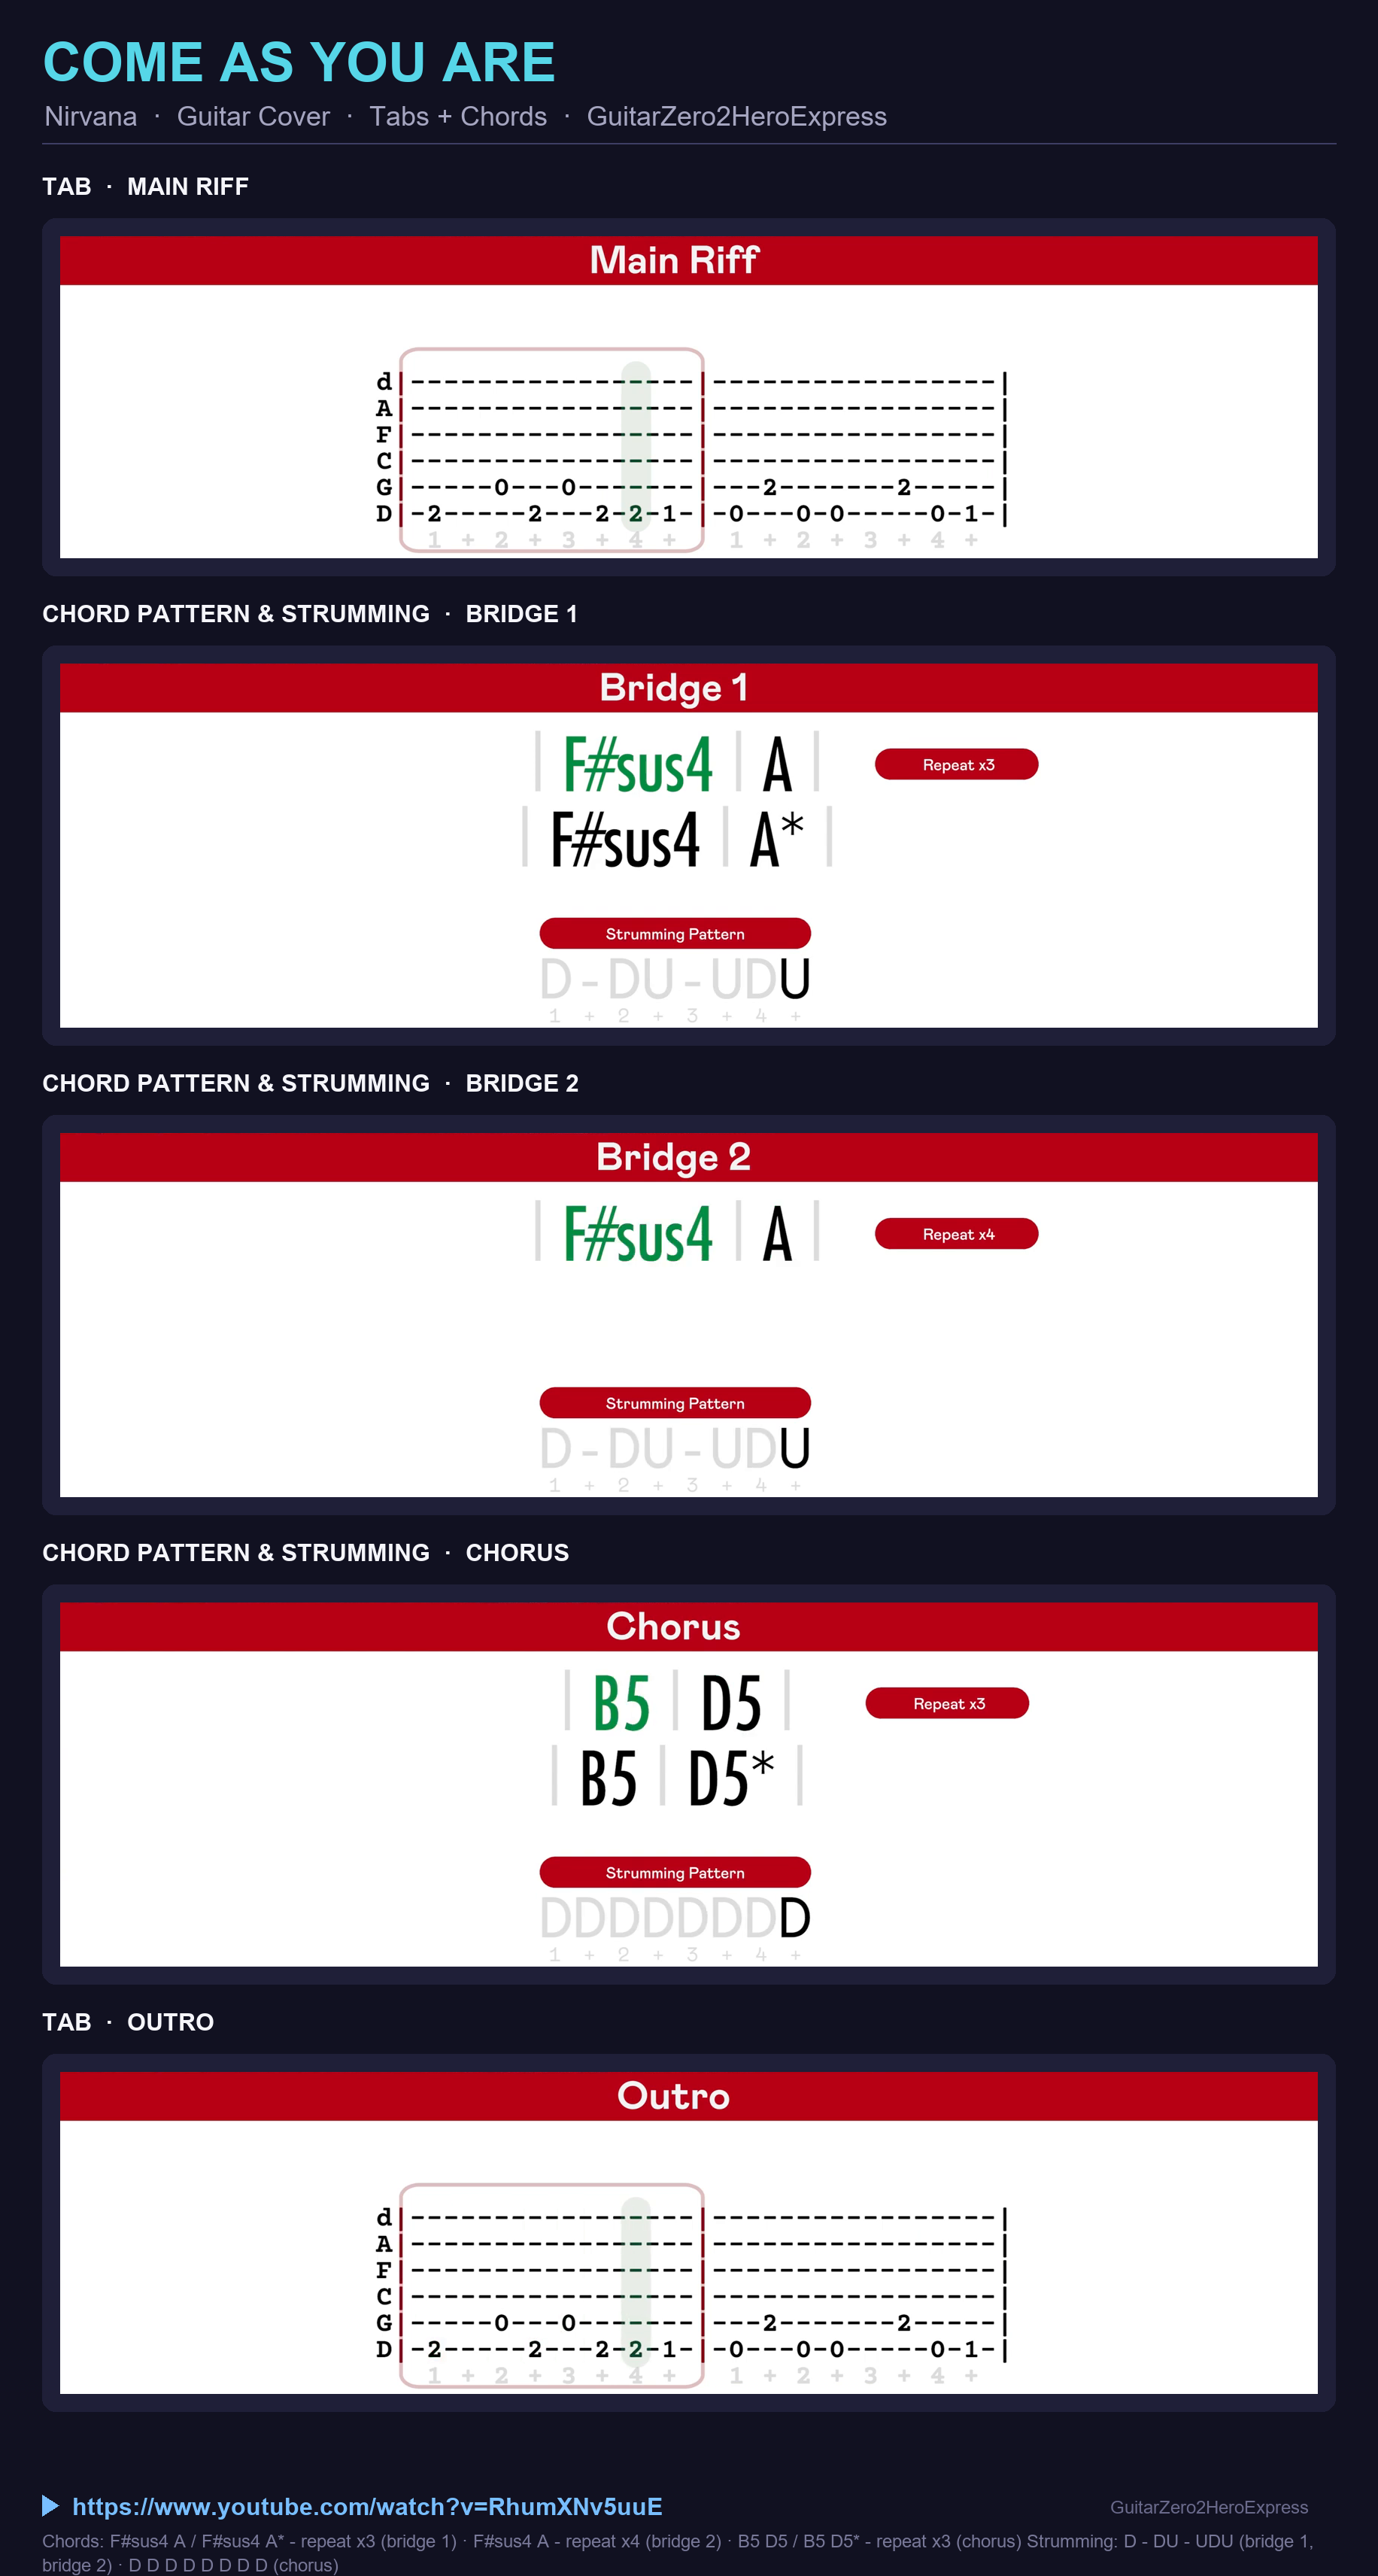 COME AS YOU ARE
Nirvana · Guitar Cover · Tabs + Chords · GuitarZero2HeroExpress
TAB · MAIN RIFF
Main Riff
d|-----------------|-----------------|
A|-----------------|-----------------|
F|-----------------|-----------------|
C|-----------------|-----------------|
G|-----0---0-------|---2-------2-----|
D|-2-----2---2-2-1-|-0---0-0-----0-1-|
1 + 2 + 3 + 4 + 1 + 2 + 3 + 4 +
CHORD PATTERN & STRUMMING · BRIDGE 1
Bridge 1
| F#sus4 | A | Repeat x3
| F#sus4 | A* |
Strumming Pattern
D-DU-UDU
1 + 2 + 3 + 4 +
CHORD PATTERN & STRUMMING · BRIDGE 2
Bridge 2
| F#sus4 | A | Repeat x4
Strumming Pattern
D-DU-UDU
1 + 2 + 3 + 4 +
CHORD PATTERN & STRUMMING · CHORUS
Chorus
| B5 | D5 | Repeat x3
| B5 | D5* |
Strumming Pattern
DDDDDDDD
1 + 2 + 3 + 4 +
TAB · OUTRO
Outro
d|-----------------|-----------------|
A|-----------------|-----------------|
F|-----------------|-----------------|
C|-----------------|-----------------|
G|-----0---0-------|---2-------2-----|
D|-2-----2---2-2-1-|-0---0-0-----0-1-|
1 + 2 + 3 + 4 + 1 + 2 + 3 + 4 +
https://www.youtube.com/watch?v=RhumXNv5uuE GuitarZero2HeroExpress
Chords: F#sus4 A / F#sus4 A* - repeat x3 (bridge 1) · F#sus4 A - repeat x4 (bridge 2) · B5 D5 / B5 D5* - repeat x3 (chorus) Strumming: D - DU - UDU (bridge 1,
bridge 2) · D D D D D D D D (chorus)